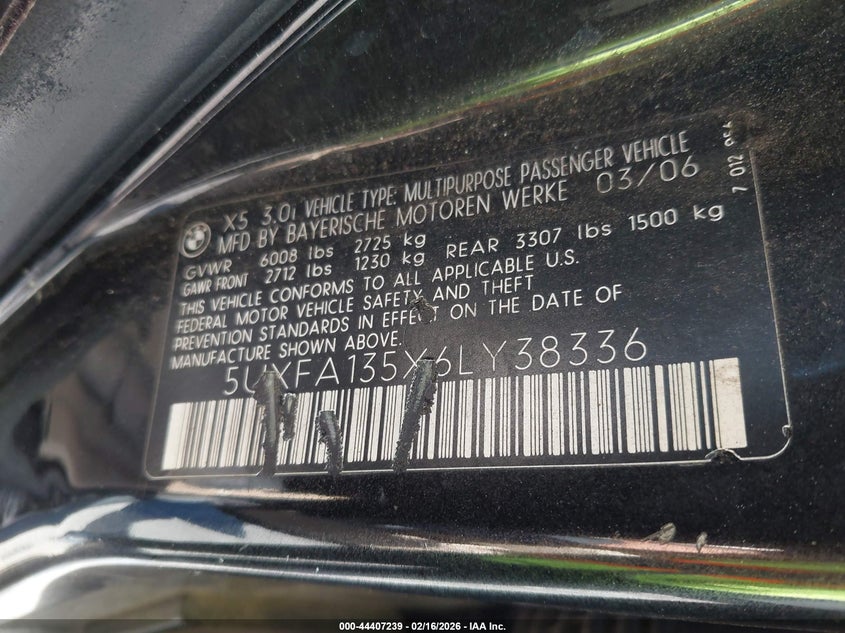 X5 3.0i VEHICLE TYPE: MULTIPURPOSE PASSENGER VEHICLE
MFD BY BAYERISCHE MOTOREN WERKE 03/06
GVWR 6008 lbs 2725 kg
GAWR FRONT 2712 lbs 1230 kg REAR 3307 lbs 1500 kg
THIS VEHICLE CONFORMS TO ALL APPLICABLE U.S.
FEDERAL MOTOR VEHICLE SAFETY AND THEFT
PREVENTION STANDARDS IN EFFECT ON THE DATE OF
MANUFACTURE SHOWN ABOVE.
5UXFA135X6LY38336
7 012
000-44407239 - 02/16/2026 - IAA Inc.